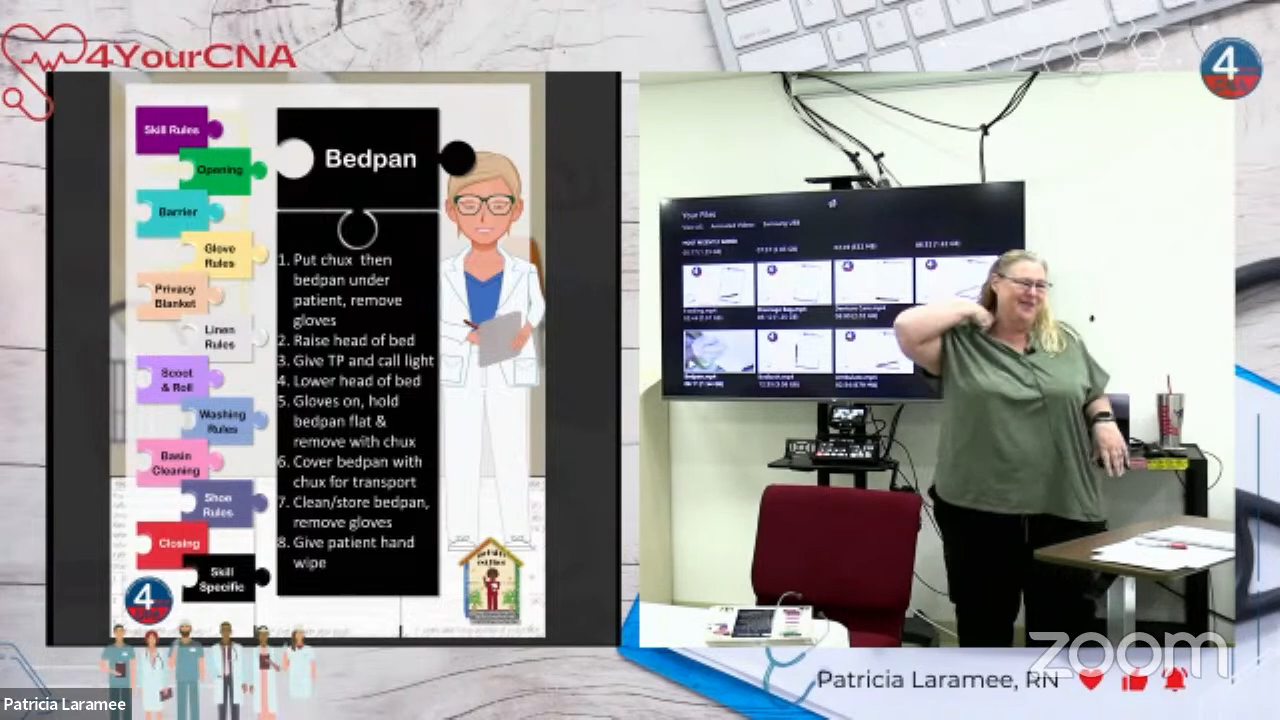 4YourCNA
4
Skill Rules
Opening
Barrier
Glove
Rules
Privacy
Blanket
Linen
Rules
Scoot
& Roll
Washing
Rules
Basin
Cleaning
Shoe
Rules
Closing
Skill
Specific
4
Bedpan
1. Put chux then
bedpan under
patient, remove
gloves
2. Raise head of bed
3. Give TP and call light
4. Lower head of bed
5. Gloves on, hold
bedpan flat &
remove with chux
6. Cover bedpan with
chux for transport
7. Clean/store bedpan,
remove gloves
8. Give patient hand
wipe
Your Files
zoom
Patricia Laramee, RN
Patricia Laramee